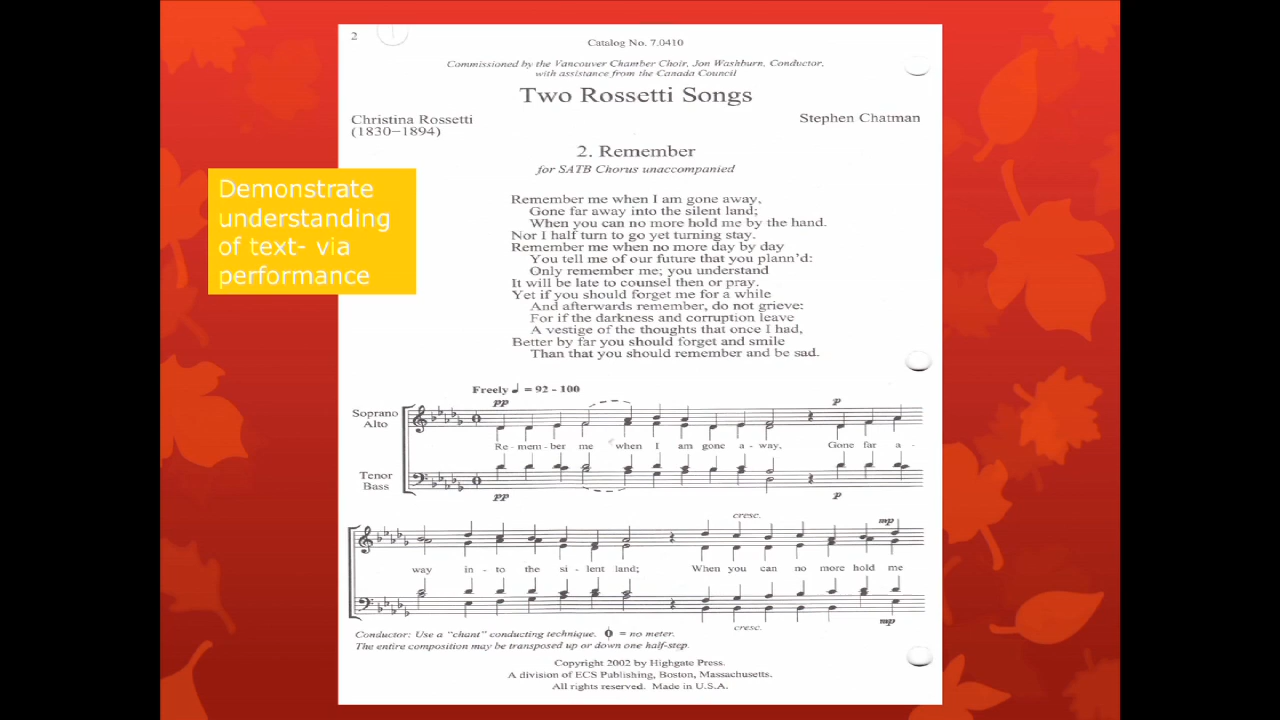 2
Catalog No. 7.0410
Commissioned by the Vancouver Chamber Choir, Jon Washburn, Conductor,
with assistance from the Canada Council
Two Rossetti Songs
Christina Rossetti
(1830–1894)
Stephen Chatman
2. Remember
for SATB Chorus unaccompanied
Demonstrate
understanding
of text- via
performance
Remember me when I am gone away,
Gone far away into the silent land;
When you can no more hold me by the hand.
Nor I half turn to go yet turning stay.
Remember me when no more day by day
You tell me of our future that you plann'd:
Only remember me; you understand
It will be late to counsel then or pray.
Yet if you should forget me for a while
And afterwards remember, do not grieve:
For if the darkness and corruption leave
A vestige of the thoughts that once I had,
Better by far you should forget and smile
Than that you should remember and be sad.
Freely ♩ = 92 - 100
pp
p
Soprano
Alto
Re - mem - ber me when I am gone a - way, Gone far a -
Tenor
Bass
pp
p
cresc.
mp
way in - to the si - lent land; When you can no more hold me
cresc.
mp
Conductor: Use a "chant" conducting technique. = no meter.
The entire composition may be transposed up or down one half-step.
Copyright 2002 by Highgate Press.
A division of ECS Publishing, Boston, Massachusetts.
All rights reserved. Made in U.S.A.